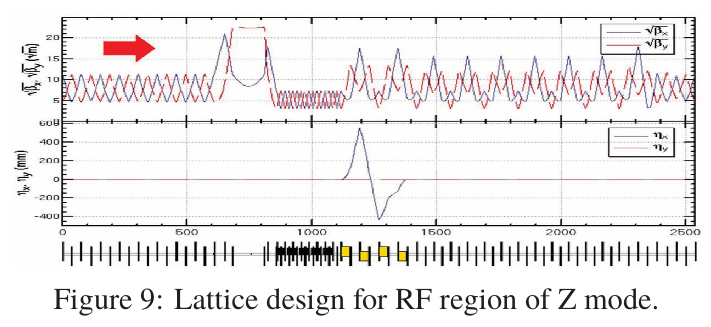 √βx, √βy (√m)
25
20
15
10
5
√βx
√βy
ηx, ηy (mm)
600
400
200
0
-200
-400
ηx
ηy
0 500 1000 1500 2000 2500
Figure 9: Lattice design for RF region of Z mode.